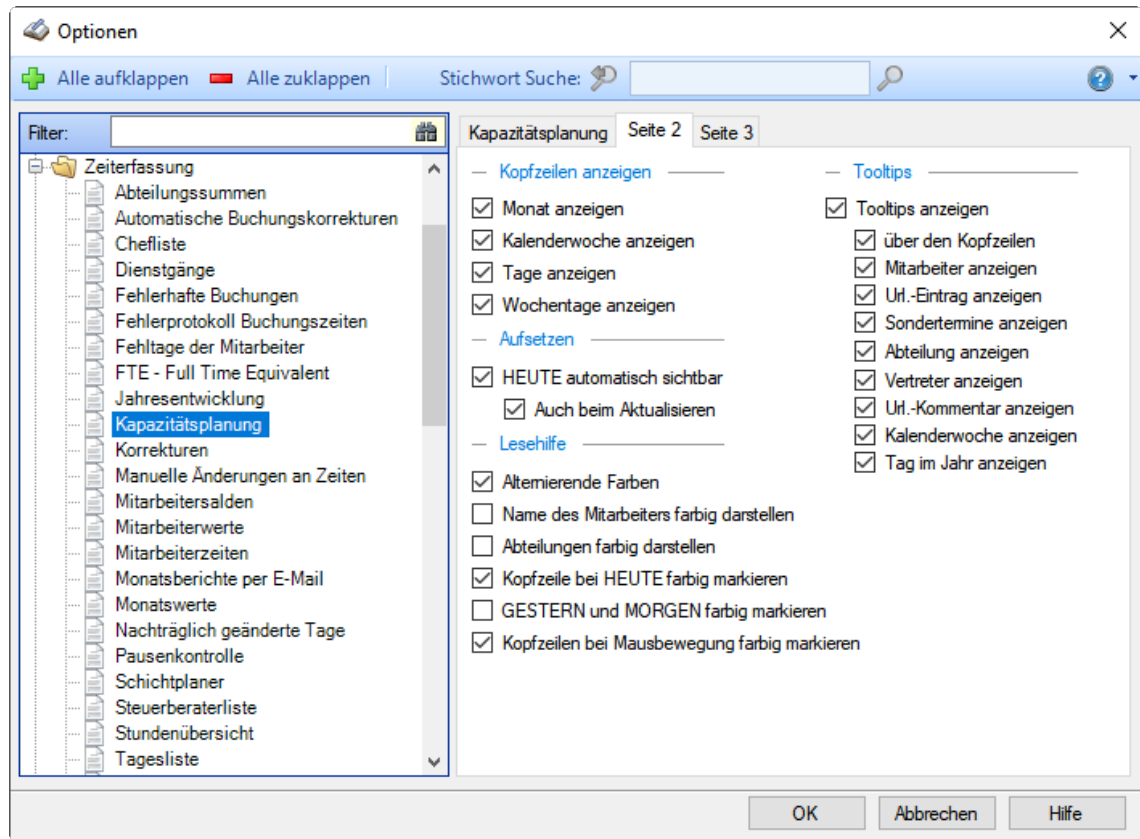 Optionen
Alle aufklappen Alle zuklappen Stichwort Suche:
Filter:
Zeiterfassung
Abteilungssummen
Automatische Buchungskorrekturen
Chefliste
Dienstgänge
Fehlerhafte Buchungen
Fehlerprotokoll Buchungszeiten
Fehltage der Mitarbeiter
FTE - Full Time Equivalent
Jahresentwicklung
Kapazitätsplanung
Korrekturen
Manuelle Änderungen an Zeiten
Mitarbeitersalden
Mitarbeiterwerte
Mitarbeiterzeiten
Monatsberichte per E-Mail
Monatswerte
Nachträglich geänderte Tage
Pausenkontrolle
Schichtplaner
Steuerberaterliste
Stundenübersicht
Tagesliste
Kapazitätsplanung Seite 2 Seite 3
Kopfzeilen anzeigen
Monat anzeigen
Kalenderwoche anzeigen
Tage anzeigen
Wochentage anzeigen
Aufsetzen
HEUTE automatisch sichtbar
Auch beim Aktualisieren
Lesehilfe
Alternierende Farben
Name des Mitarbeiters farbig darstellen
Abteilungen farbig darstellen
Kopfzeile bei HEUTE farbig markieren
GESTERN und MORGEN farbig markieren
Kopfzeilen bei Mausbewegung farbig markieren
Tooltips
Tooltips anzeigen
über den Kopfzeilen
Mitarbeiter anzeigen
Url.-Eintrag anzeigen
Sondertermine anzeigen
Abteilung anzeigen
Vertreter anzeigen
Url.-Kommentar anzeigen
Kalenderwoche anzeigen
Tag im Jahr anzeigen
OK Abbrechen Hilfe